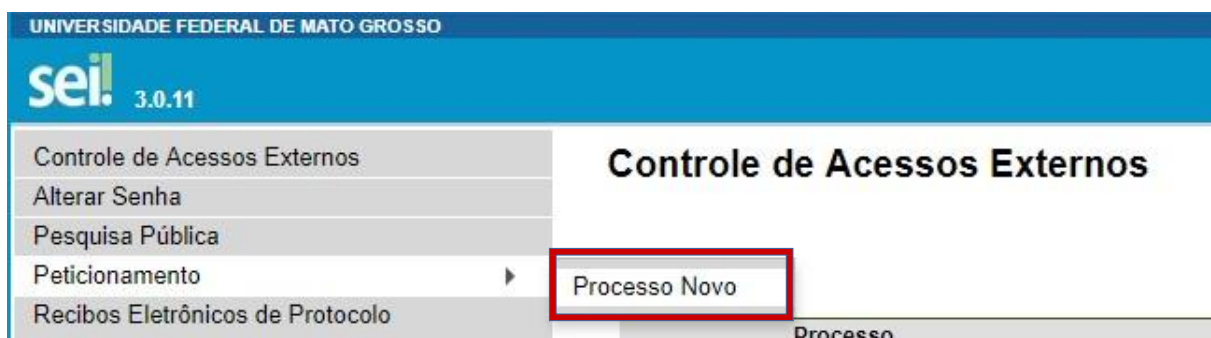 UNIVERSIDADE FEDERAL DE MATO GROSSO
sei! 3.0.11
Controle de Acessos Externos
Alterar Senha
Pesquisa Pública
Peticionamento
Recibos Eletrônicos de Protocolo
Controle de Acessos Externos
Processo Novo
Processo